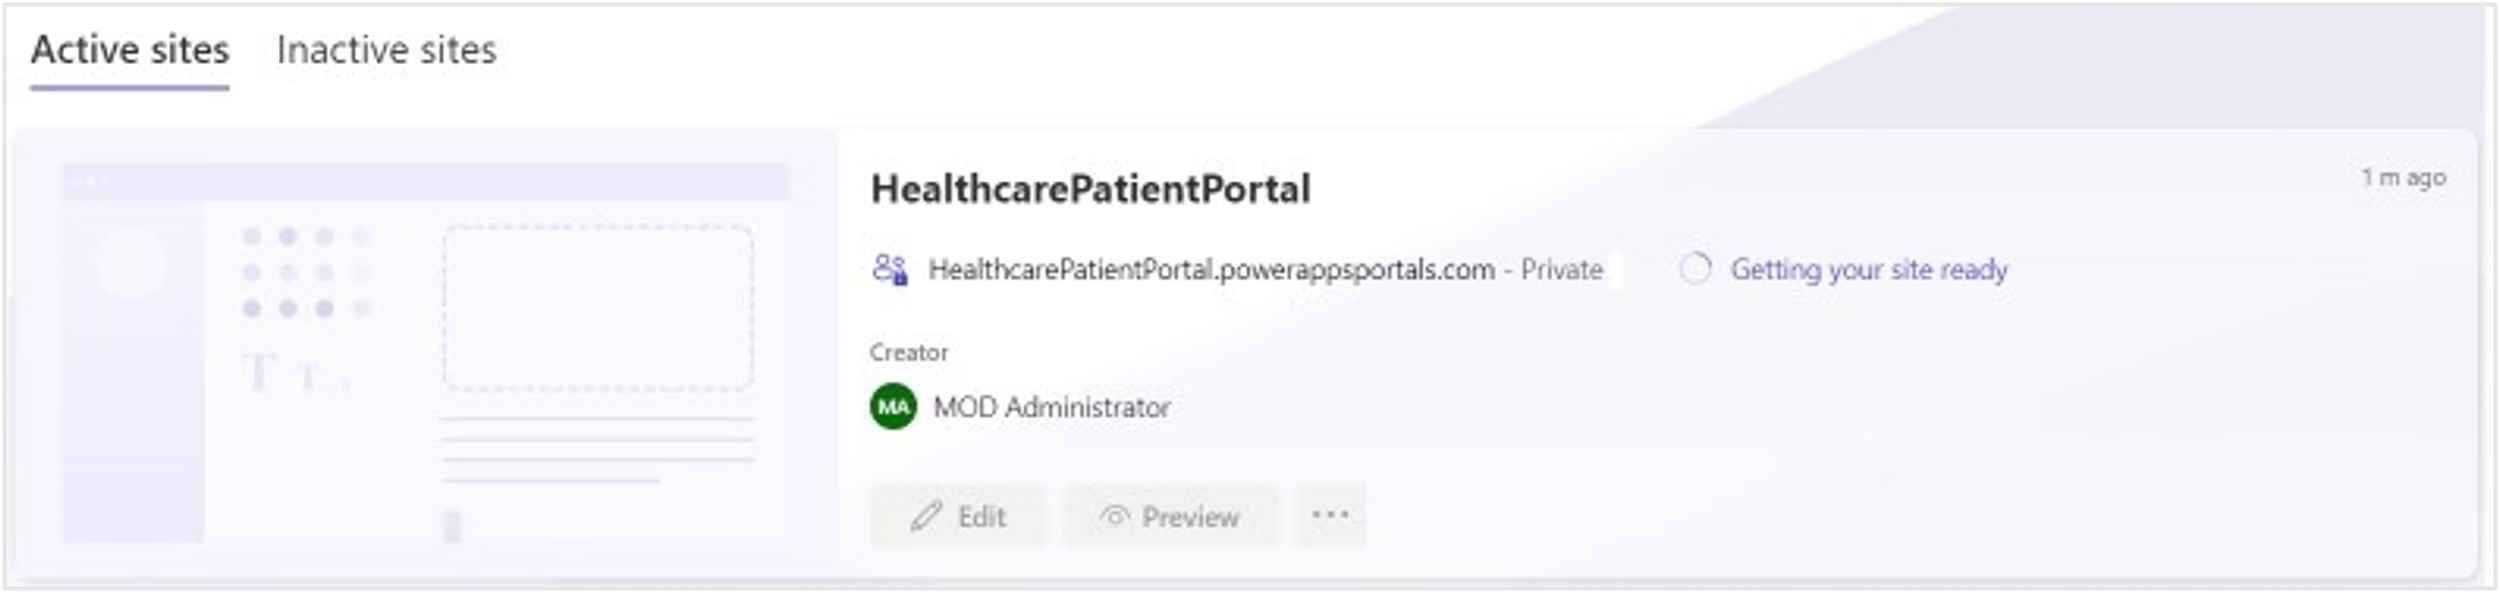 Active sites Inactive sites
HealthcarePatientPortal
1 m ago
HealthcarePatientPortal.powerappsportals.com - Private
Getting your site ready
Creator
MA MOD Administrator
Edit Preview ...
T T T